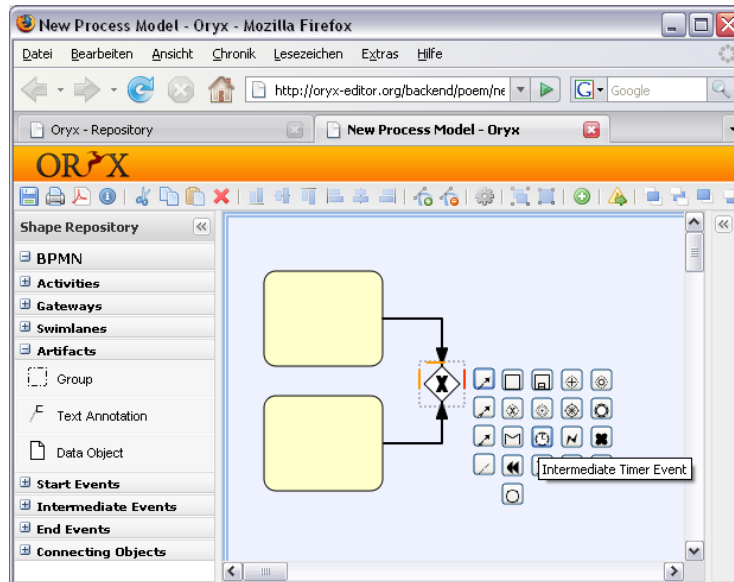 New Process Model - Oryx - Mozilla Firefox
Datei Bearbeiten Ansicht Chronik Lesezeichen Extras Hilfe
http://oryx-editor.org/backend/poem/ne
G Google
Oryx - Repository
New Process Model - Oryx
ORYX
Shape Repository
BPMN
Activities
Gateways
Swimlanes
Artifacts
Group
Text Annotation
Data Object
Start Events
Intermediate Events
End Events
Connecting Objects
X
Intermediate Timer Event